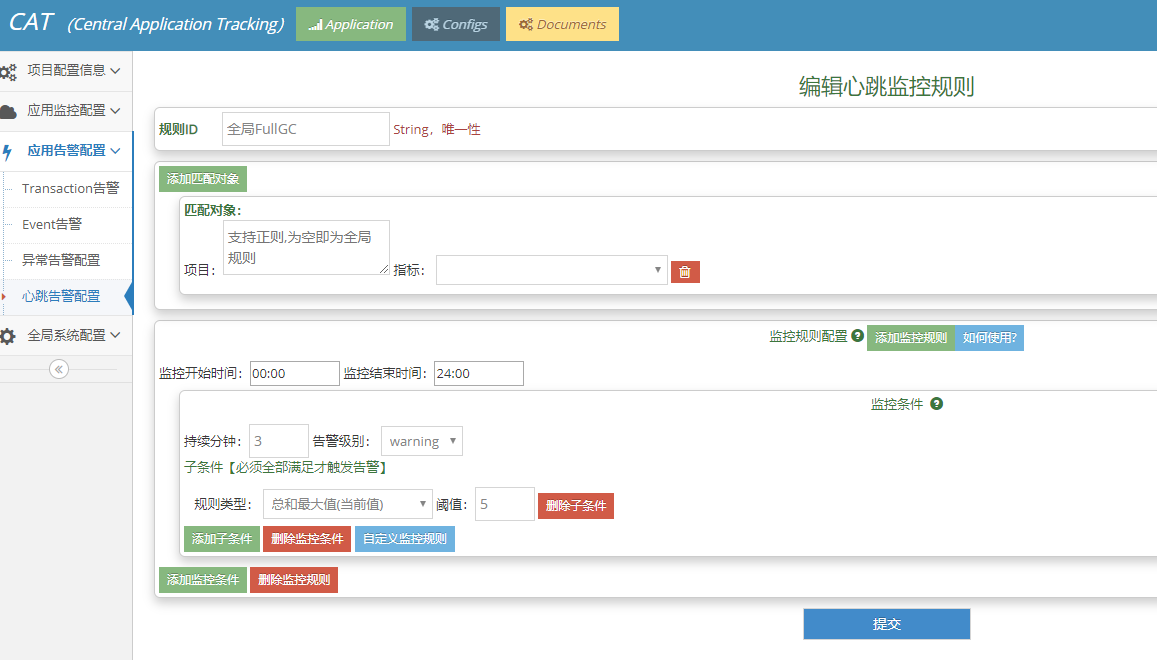 CAT (Central Application Tracking) Application Configs Documents
项目配置信息
应用监控配置
应用告警配置
Transaction告警
Event告警
异常告警配置
心跳告警配置
全局系统配置
编辑心跳监控规则
规则ID 全局FullGC String，唯一性
添加匹配对象
匹配对象：
项目： 支持正则,为空即为全局
规则 指标：
监控规则配置 添加监控规则 如何使用?
监控开始时间： 00:00 监控结束时间： 24:00
监控条件
持续分钟： 3 告警级别： warning
子条件【必须全部满足才触发告警】
规则类型： 总和最大值(当前值) 阈值： 5 删除子条件
添加子条件 删除监控条件 自定义监控规则
添加监控条件 删除监控规则
提交